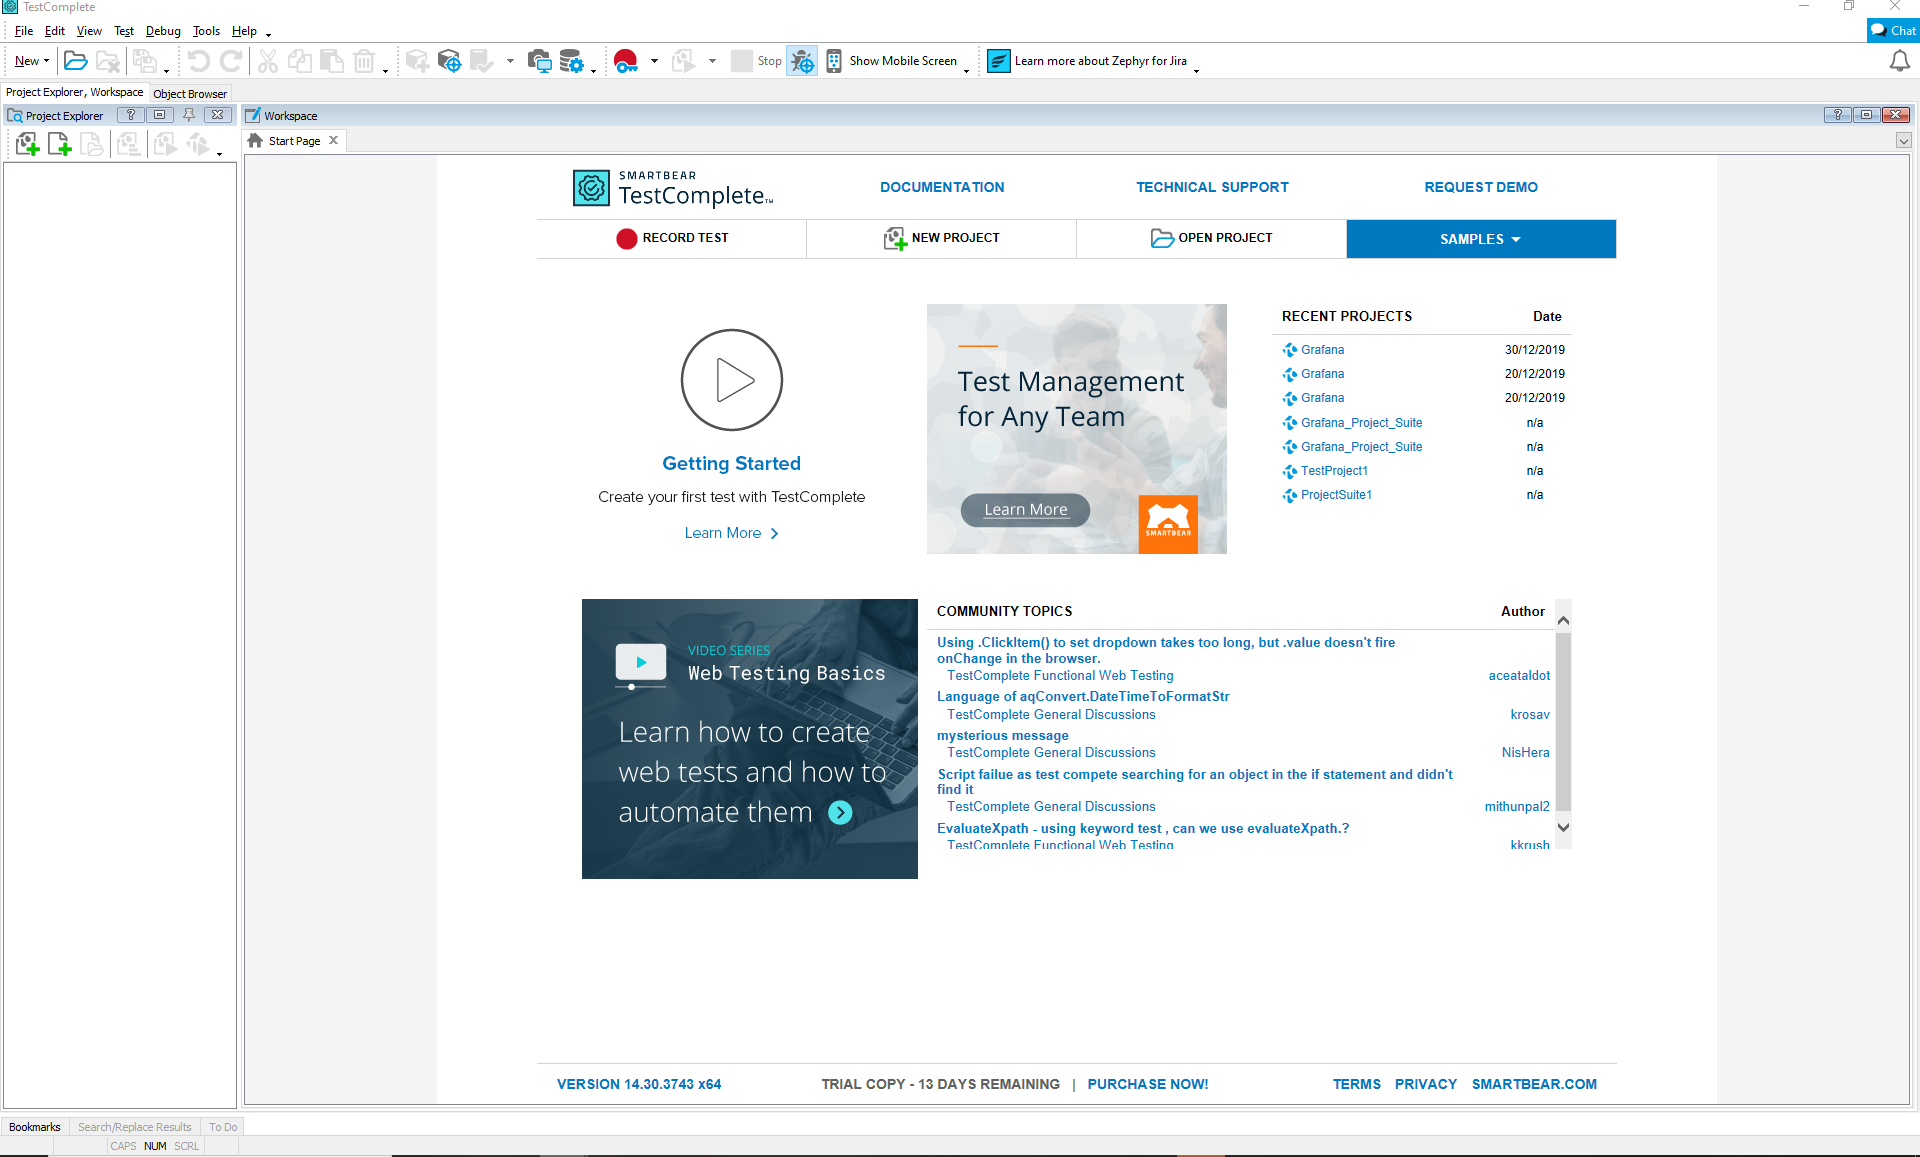 TestComplete
File Edit View Test Debug Tools Help
Chat
New
Stop
Show Mobile Screen
Learn more about Zephyr for Jira
Project Explorer, Workspace
Object Browser
Project Explorer
Workspace
Start Page
SMARTBEAR
TestComplete™
DOCUMENTATION
TECHNICAL SUPPORT
REQUEST DEMO
RECORD TEST
NEW PROJECT
OPEN PROJECT
SAMPLES
Getting Started
Create your first test with TestComplete
Learn More
Test Management
for Any Team
Learn More
SMARTBEAR
RECENT PROJECTS Date
Grafana 30/12/2019
Grafana 20/12/2019
Grafana 20/12/2019
Grafana_Project_Suite n/a
Grafana_Project_Suite n/a
TestProject1 n/a
ProjectSuite1 n/a
VIDEO SERIES
Web Testing Basics
Learn how to create
web tests and how to
automate them
COMMUNITY TOPICS Author
Using .ClickItem() to set dropdown takes too long, but .value doesn't fire
onChange in the browser.
TestComplete Functional Web Testing aceataldot
Language of aqConvert.DateTimeToFormatStr
TestComplete General Discussions krosav
mysterious message
TestComplete General Discussions NisHera
Script failue as test compete searching for an object in the if statement and didn't
find it
TestComplete General Discussions mithunpal2
EvaluateXpath - using keyword test , can we use evaluateXpath.?
TestComplete Functional Web Testing kkrush
VERSION 14.30.3743 x64
TRIAL COPY - 13 DAYS REMAINING | PURCHASE NOW!
TERMS PRIVACY SMARTBEAR.COM
Bookmarks Search/Replace Results To Do
CAPS NUM SCRL